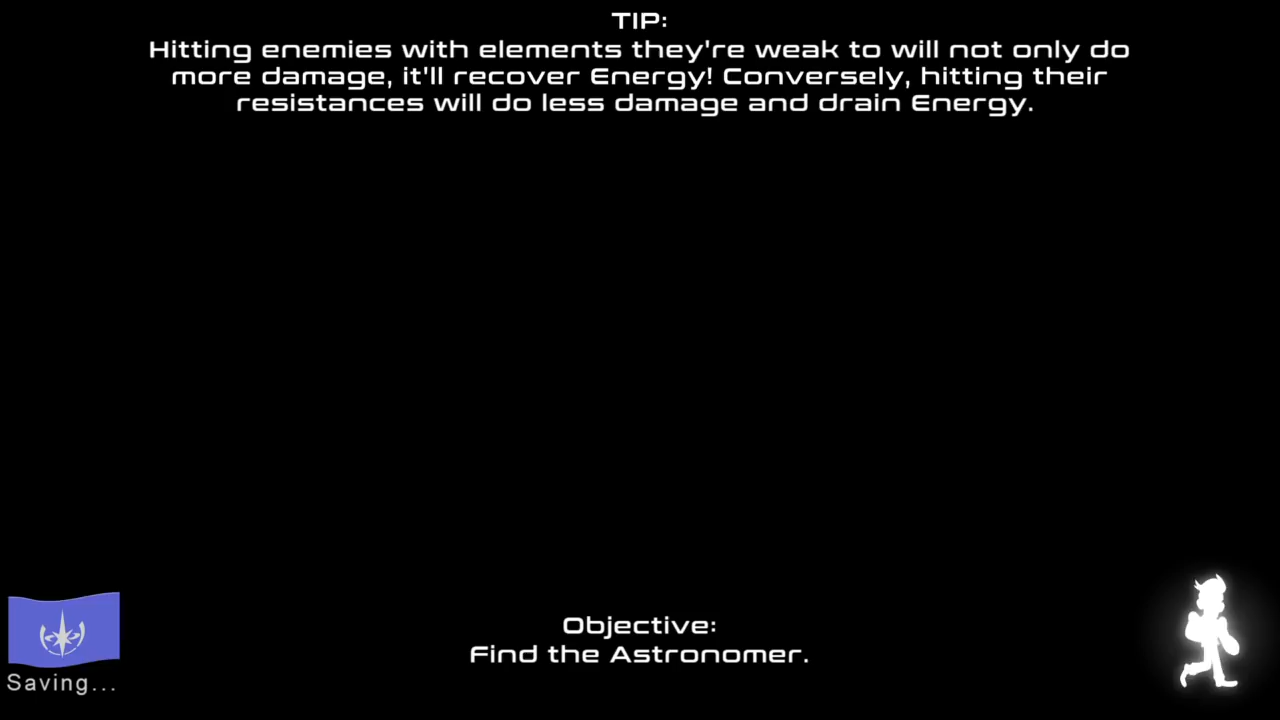 TIP:
Hitting enemies with elements they're weak to will not only do
more damage, it'll recover Energy! Conversely, hitting their
resistances will do less damage and drain Energy.
Objective:
Find the Astronomer.
Saving...